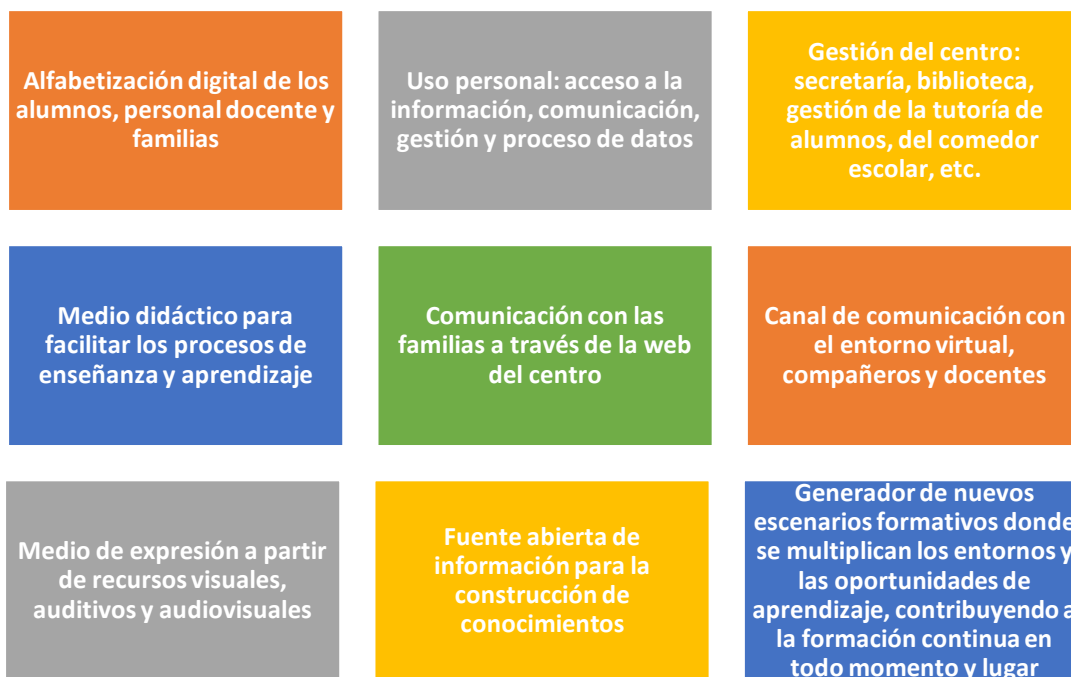 Alfabetización digital de los
alumnos, personal docente y
familias
Uso personal: acceso a la
información, comunicación,
gestión y proceso de datos
Gestión del centro:
secretaría, biblioteca,
gestión de la tutoría de
alumnos, del comedor
escolar, etc.
Medio didáctico para
facilitar los procesos de
enseñanza y aprendizaje
Comunicación con las
familias a través de la web
del centro
Canal de comunicación con
el entorno virtual,
compañeros y docentes
Medio de expresión a partir
de recursos visuales,
auditivos y audiovisuales
Fuente abierta de
información para la
construcción de
conocimientos
Generador de nuevos
escenarios formativos donde
se multiplican los entornos y
las oportunidades de
aprendizaje, contribuyendo a
la formación continua en
todo momento y lugar